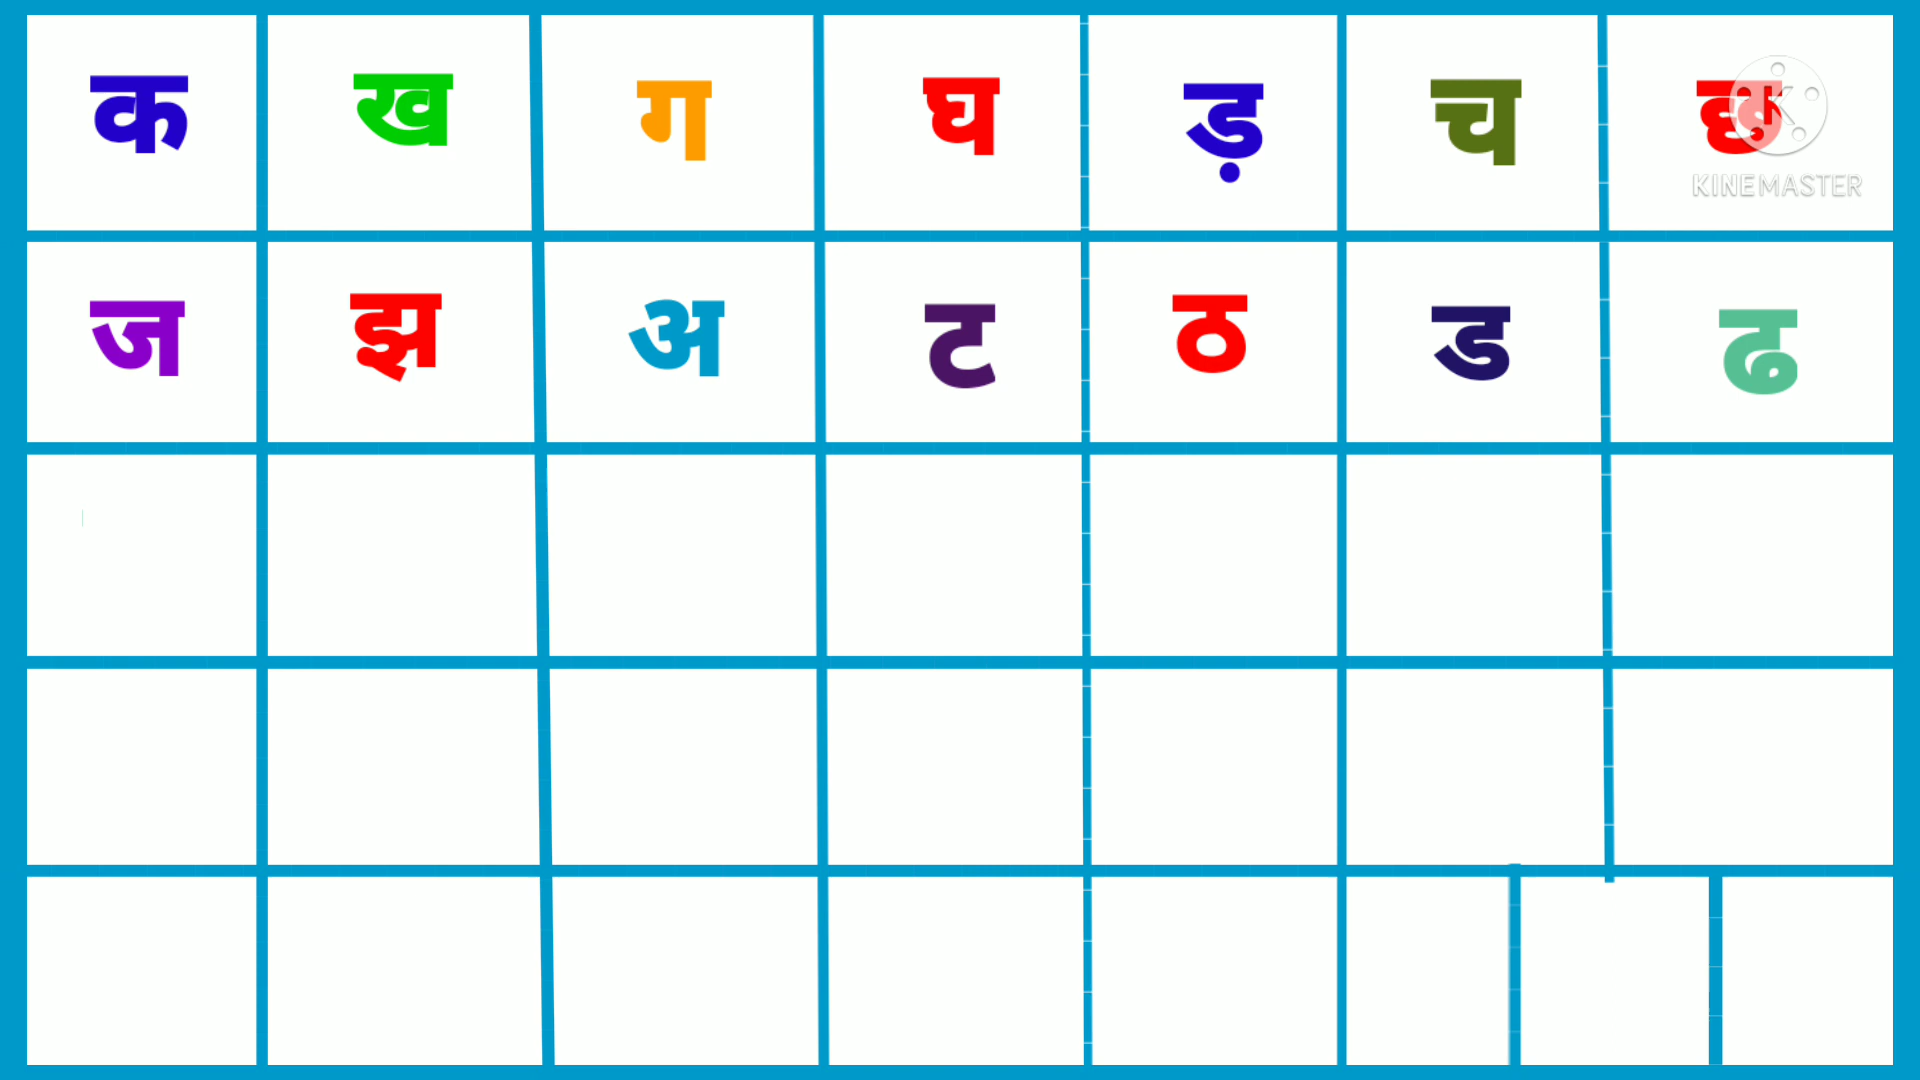 क ख ग घ ड़ च छ
KINEMASTER
ज झ अ ट ठ ड ढ